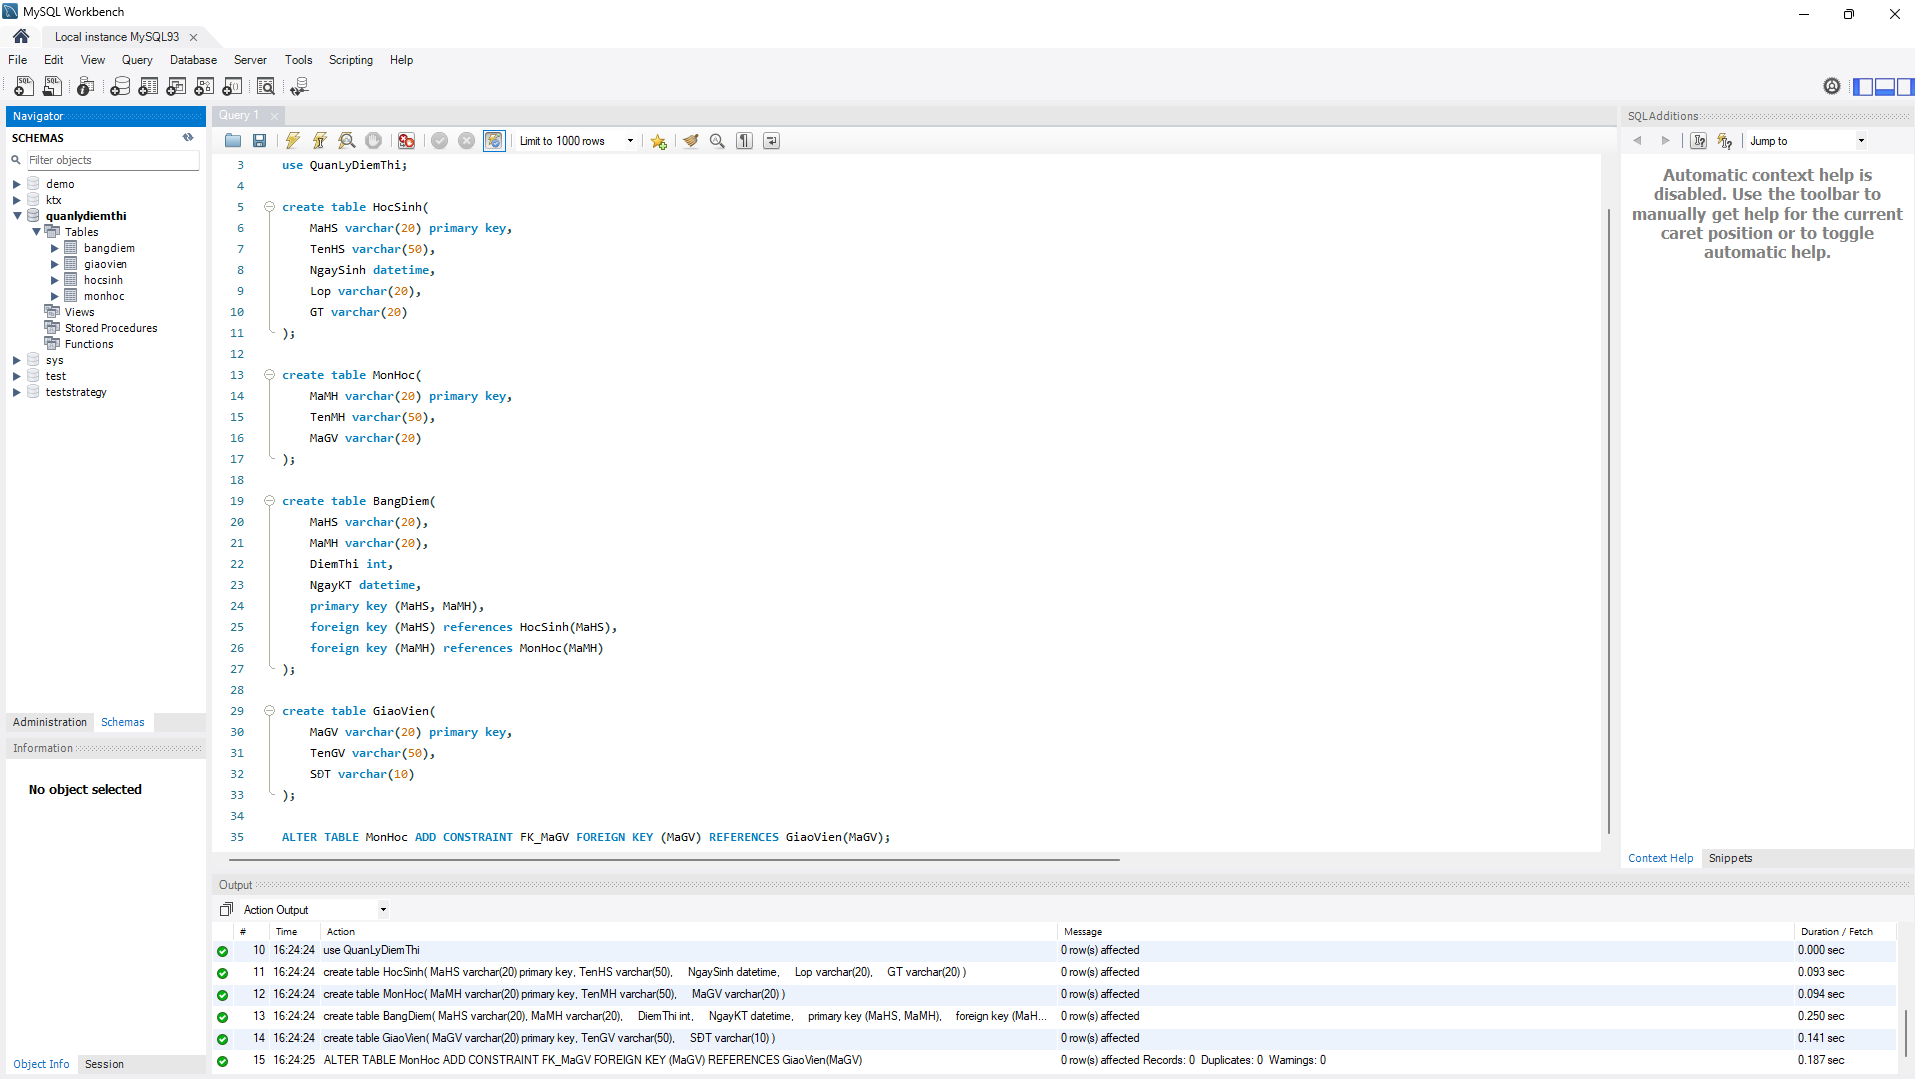 MySQL Workbench
Local instance MySQL93
File Edit View Query Database Server Tools Scripting Help
Navigator
SCHEMAS
Filter objects
demo
ktx
quanlydiemthi
Tables
bangdiem
giaovien
hocsinh
monhoc
Views
Stored Procedures
Functions
sys
test
teststrategy
Administration Schemas
Information
No object selected
Object Info Session
Query 1
Limit to 1000 rows
3 use QuanLyDiemThi;
4
5 create table HocSinh(
6 MaHS varchar(20) primary key,
7 TenHS varchar(50),
8 NgaySinh datetime,
9 Lop varchar(20),
10 GT varchar(20)
11 );
12
13 create table MonHoc(
14 MaMH varchar(20) primary key,
15 TenMH varchar(50),
16 MaGV varchar(20)
17 );
18
19 create table BangDiem(
20 MaHS varchar(20),
21 MaMH varchar(20),
22 DiemThi int,
23 NgayKT datetime,
24 primary key (MaHS, MaMH),
25 foreign key (MaHS) references HocSinh(MaHS),
26 foreign key (MaMH) references MonHoc(MaMH)
27 );
28
29 create table GiaoVien(
30 MaGV varchar(20) primary key,
31 TenGV varchar(50),
32 SĐT varchar(10)
33 );
34
35 ALTER TABLE MonHoc ADD CONSTRAINT FK_MaGV FOREIGN KEY (MaGV) REFERENCES GiaoVien(MaGV);
SQLAdditions
Jump to
Automatic context help is
disabled. Use the toolbar to
manually get help for the current
caret position or to toggle
automatic help.
Context Help Snippets
Output
Action Output
# Time Action Message Duration / Fetch
10 16:24:24 use QuanLyDiemThi 0 row(s) affected 0.000 sec
11 16:24:24 create table HocSinh( MaHS varchar(20) primary key, TenHS varchar(50), NgaySinh datetime, Lop varchar(20), GT varchar(20) ) 0 row(s) affected 0.093 sec
12 16:24:24 create table MonHoc( MaMH varchar(20) primary key, TenMH varchar(50), MaGV varchar(20) ) 0 row(s) affected 0.094 sec
13 16:24:24 create table BangDiem( MaHS varchar(20), MaMH varchar(20), DiemThi int, NgayKT datetime, primary key (MaHS, MaMH), foreign key (MaH... 0 row(s) affected 0.250 sec
14 16:24:24 create table GiaoVien( MaGV varchar(20) primary key, TenGV varchar(50), SĐT varchar(10) ) 0 row(s) affected 0.141 sec
15 16:24:25 ALTER TABLE MonHoc ADD CONSTRAINT FK_MaGV FOREIGN KEY (MaGV) REFERENCES GiaoVien(MaGV) 0 row(s) affected Records: 0 Duplicates: 0 Warnings: 0 0.187 sec